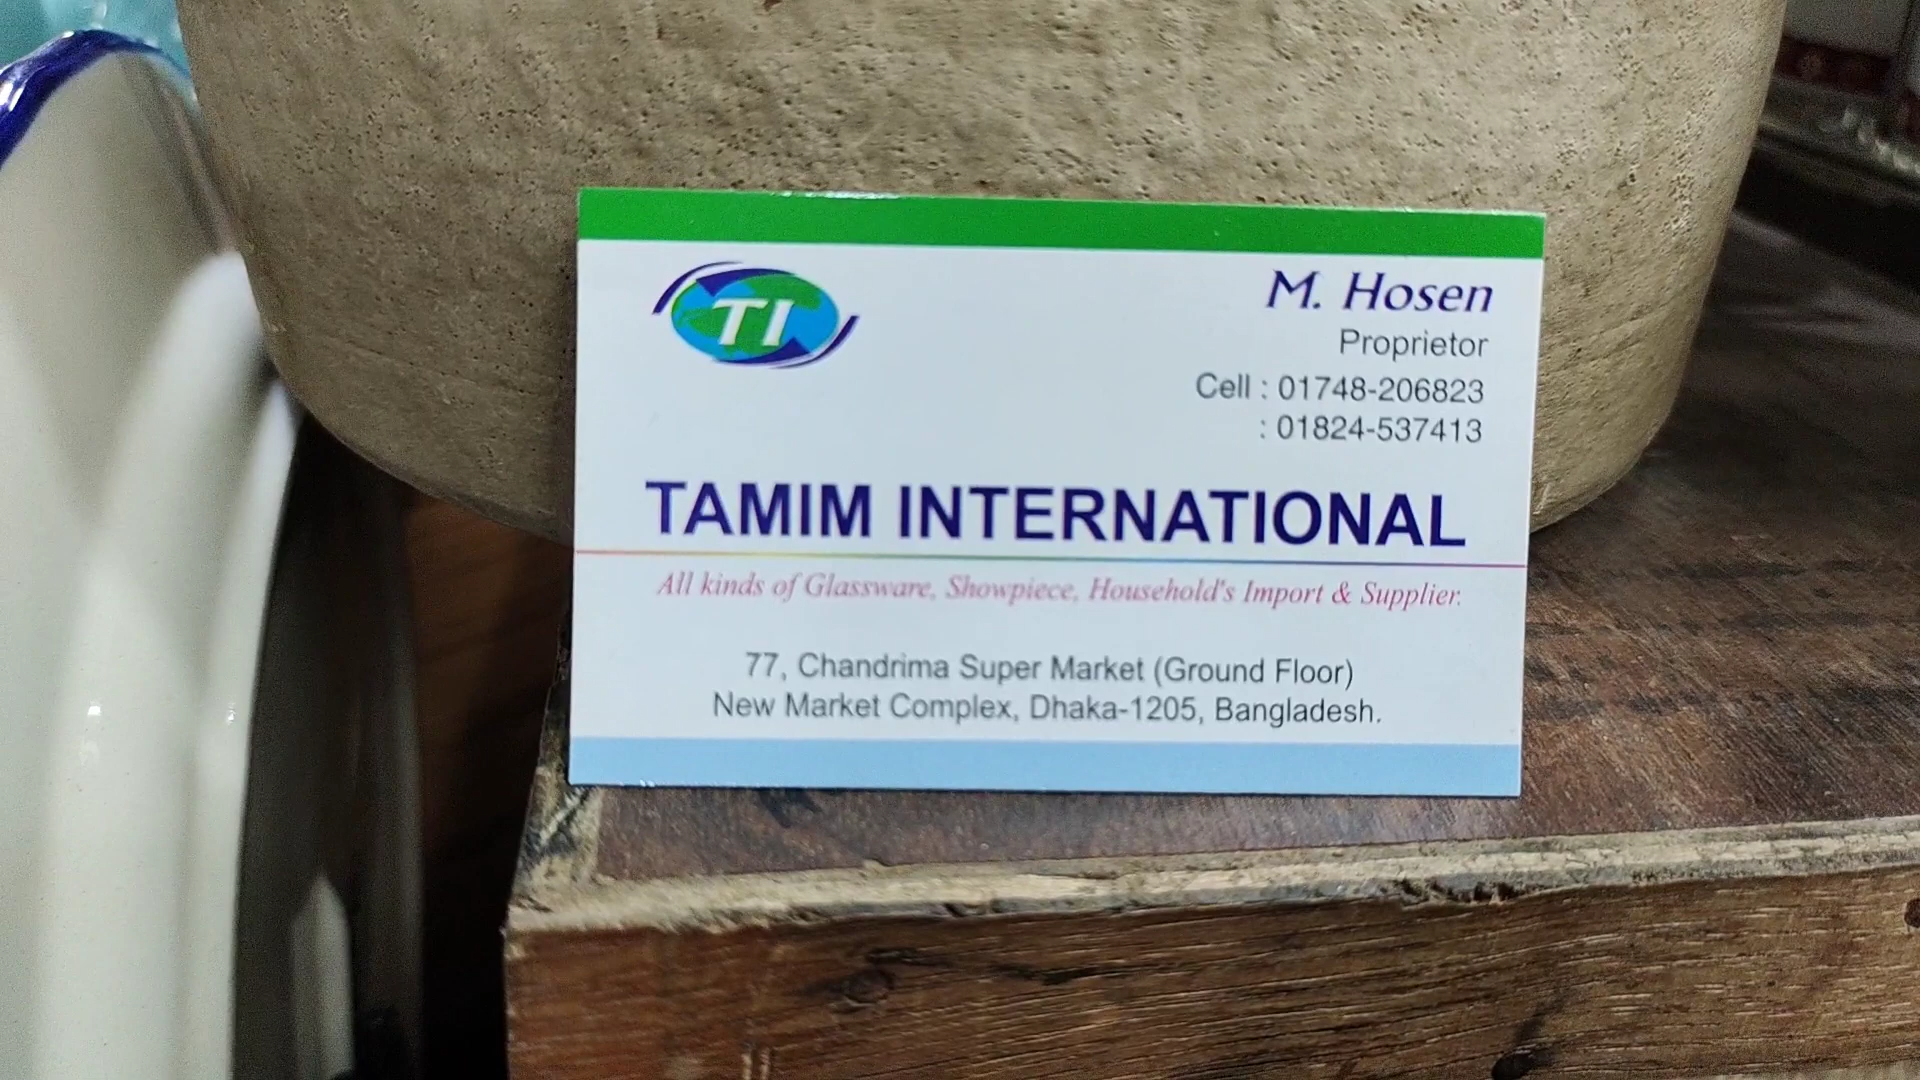 TI
M. Hosen
Proprietor
Cell : 01748-206823
: 01824-537413
TAMIM INTERNATIONAL
All kinds of Glassware, Showpiece, Household's Import & Supplier.
77, Chandrima Super Market (Ground Floor)
New Market Complex, Dhaka-1205, Bangladesh.